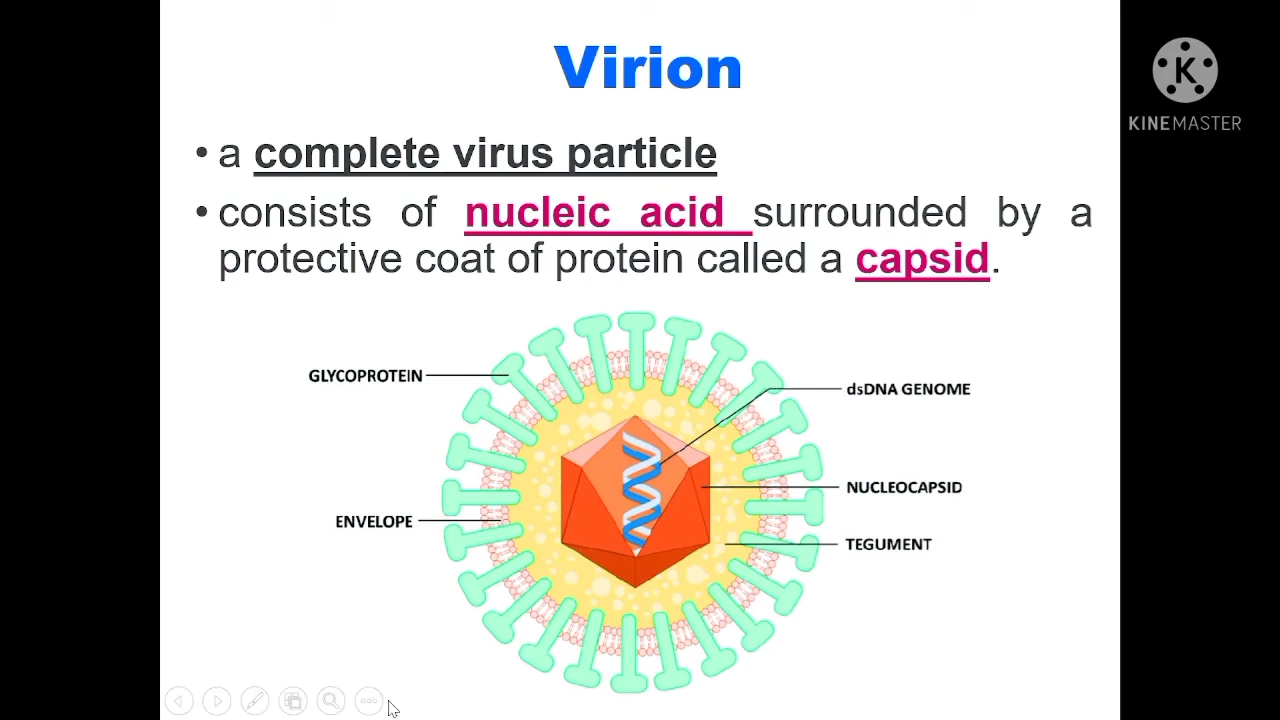 Virion
KINEMASTER
• a complete virus particle
• consists of nucleic acid surrounded by a
protective coat of protein called a capsid.
GLYCOPROTEIN
dsDNA GENOME
NUCLEOCAPSID
ENVELOPE
TEGUMENT